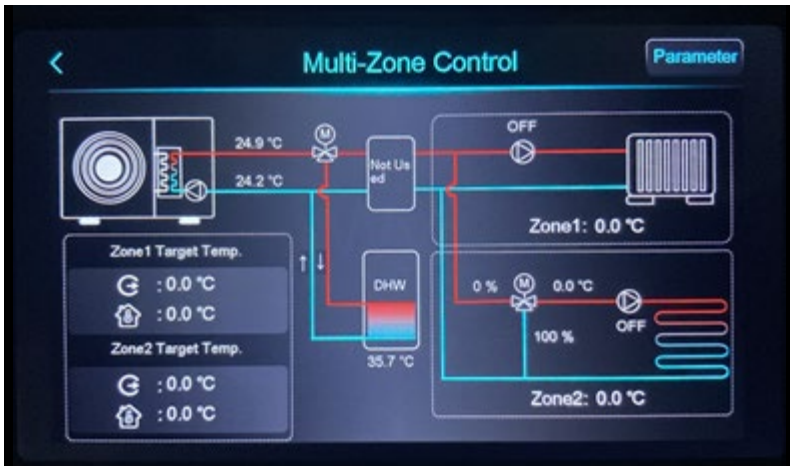 Multi-Zone Control
Parameter
24.9 °C
M
OFF
24.2 °C
Not Us
ed
Zone1: 0.0 °C
Zone1 Target Temp.
: 0.0 °C
: 0.0 °C
DHW
35.7 °C
0 %
M
0.0 °C
OFF
100 %
Zone2 Target Temp.
: 0.0 °C
: 0.0 °C
Zone2: 0.0 °C